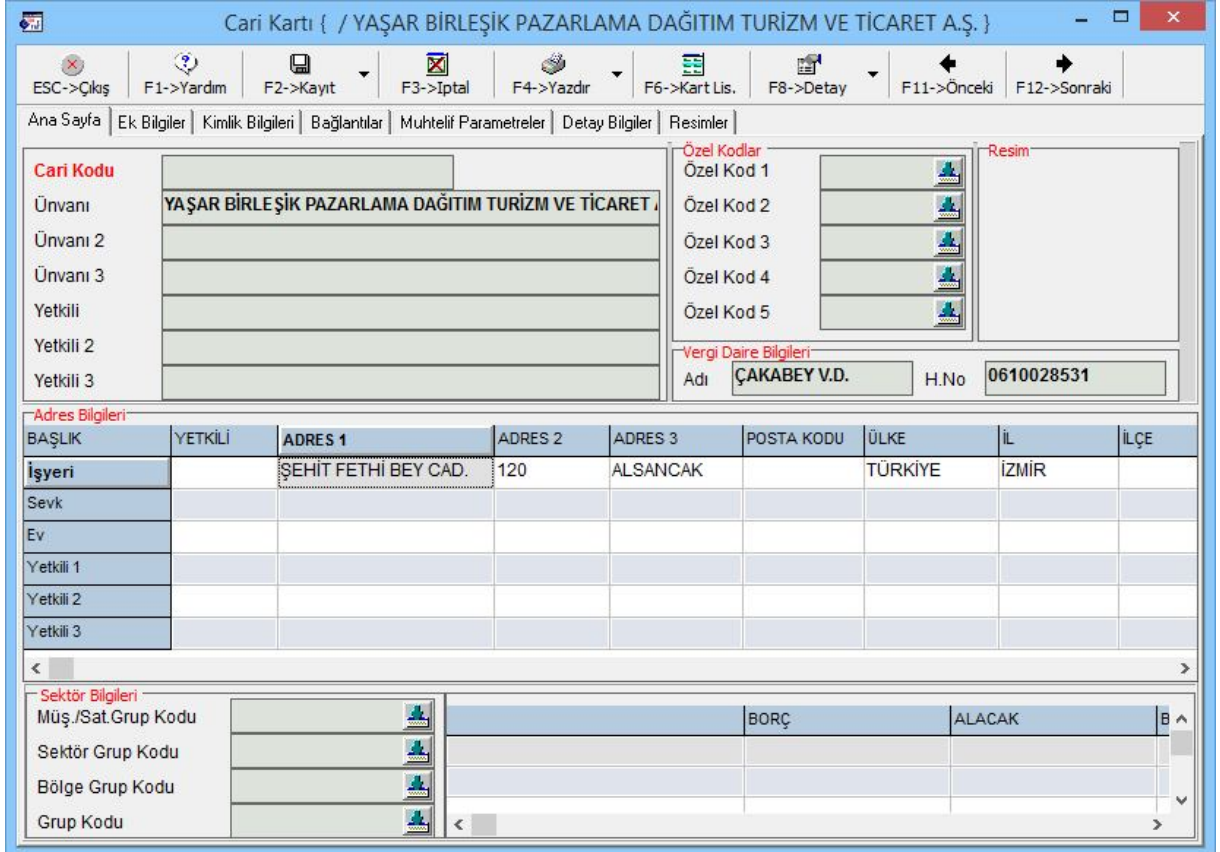 Cari Kartı { / YAŞAR BİRLEŞİK PAZARLAMA DAĞITIM TURİZM VE TİCARET A.Ş. }
ESC->Çıkış F1->Yardım F2->Kayıt F3->Iptal F4->Yazdır F6->Kart Lis. F8->Detay F11->Önceki F12->Sonraki
Ana Sayfa Ek Bilgiler Kimlik Bilgileri Bağlantılar Muhtelif Parametreler Detay Bilgiler Resimler
Cari Kodu
Ünvanı YAŞAR BİRLEŞİK PAZARLAMA DAĞITIM TURİZM VE TİCARET
Ünvanı 2
Ünvanı 3
Yetkili
Yetkili 2
Yetkili 3
Özel Kodlar
Özel Kod 1
Özel Kod 2
Özel Kod 3
Özel Kod 4
Özel Kod 5
Resim
Vergi Daire Bilgileri
Adı ÇAKABEY V.D. H.No 0610028531
Adres Bilgileri
BAŞLIK YETKİLİ ADRES 1 ADRES 2 ADRES 3 POSTA KODU ÜLKE İL İLÇE
İşyeri ŞEHİT FETHİ BEY CAD. 120 ALSANCAK TÜRKİYE İZMİR
Sevk
Ev
Yetkili 1
Yetkili 2
Yetkili 3
Sektör Bilgileri
Müş./Sat.Grup Kodu
Sektör Grup Kodu
Bölge Grup Kodu
Grup Kodu
BORÇ ALACAK B